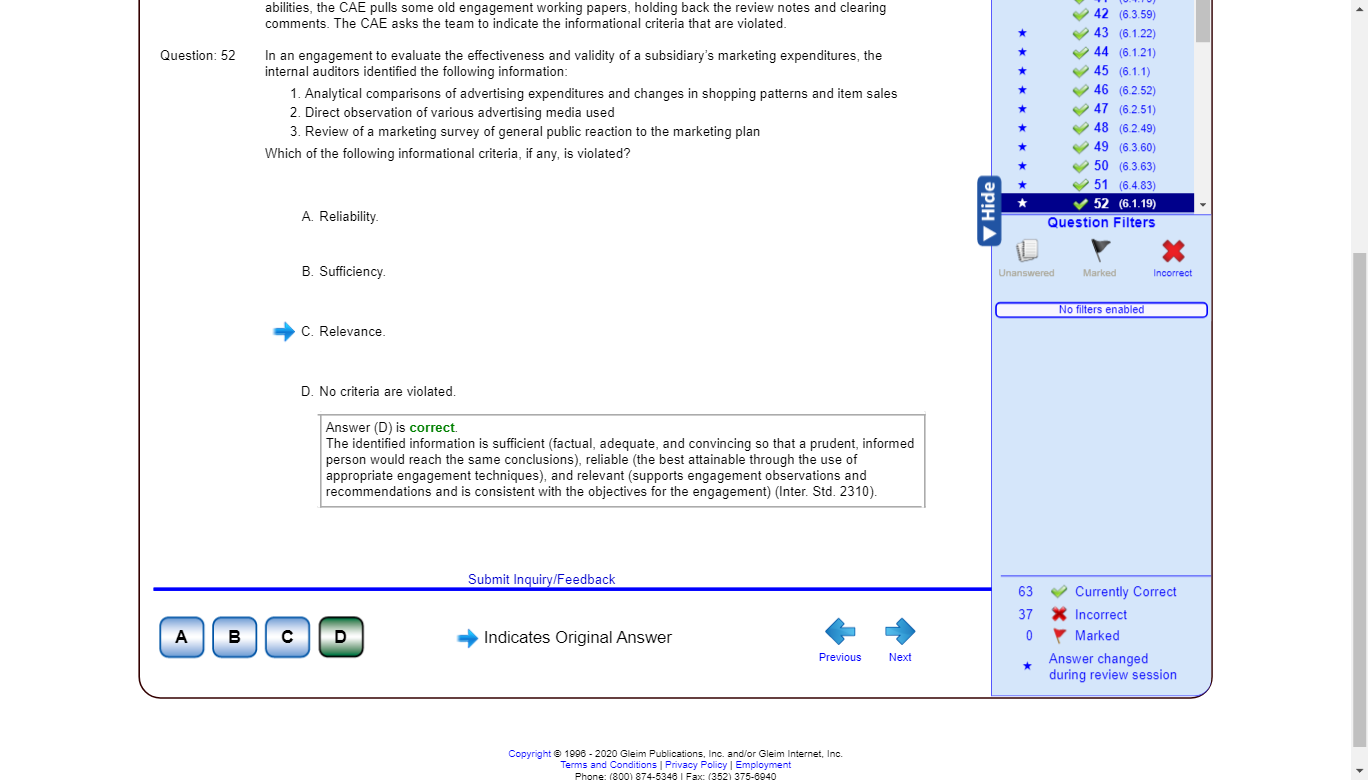 abilities, the CAE pulls some old engagement working papers, holding back the review notes and clearing
comments. The CAE asks the team to indicate the informational criteria that are violated.
Question: 52
In an engagement to evaluate the effectiveness and validity of a subsidiary's marketing expenditures, the
internal auditors identified the following information:
1. Analytical comparisons of advertising expenditures and changes in shopping patterns and item sales
2. Direct observation of various advertising media used
3. Review of a marketing survey of general public reaction to the marketing plan
Which of the following informational criteria, if any, is violated?
A. Reliability.
B. Sufficiency.
C. Relevance.
D. No criteria are violated.
Answer (D) is correct.
The identified information is sufficient (factual, adequate, and convincing so that a prudent, informed
person would reach the same conclusions), reliable (the best attainable through the use of
appropriate engagement techniques), and relevant (supports engagement observations and
recommendations and is consistent with the objectives for the engagement) (Inter. Std. 2310).
Submit Inquiry/Feedback
A
B
C
D
Indicates Original Answer
Previous
Next
42 (6.3.59)
43 (6.1.22)
44 (6.1.21)
45 (6.1.1)
46 (6.2.52)
47 (6.2.51)
48 (6.2.49)
49 (6.3.60)
50 (6.3.63)
51 (6.4.83)
52 (6.1.19)
Hide
Question Filters
Unanswered
Marked
Incorrect
No filters enabled
63 Currently Correct
37 Incorrect
0 Marked
Answer changed
during review session
Copyright © 1996 - 2020 Gleim Publications, Inc. and/or Gleim Internet, Inc.
Terms and Conditions | Privacy Policy | Employment
Phone: (800) 874-5346 | Fax: (352) 375-6940